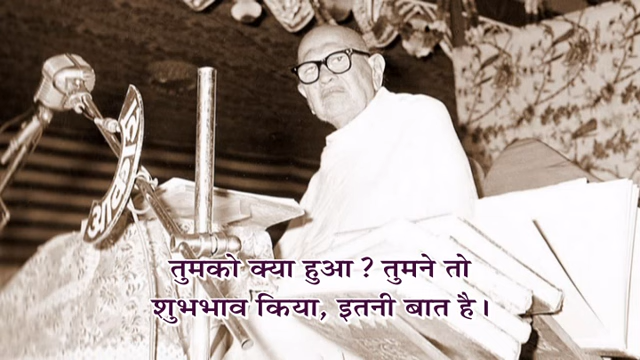 तुमको क्या हुआ ? तुमने तो
शुभभाव किया, इतनी बात है ।